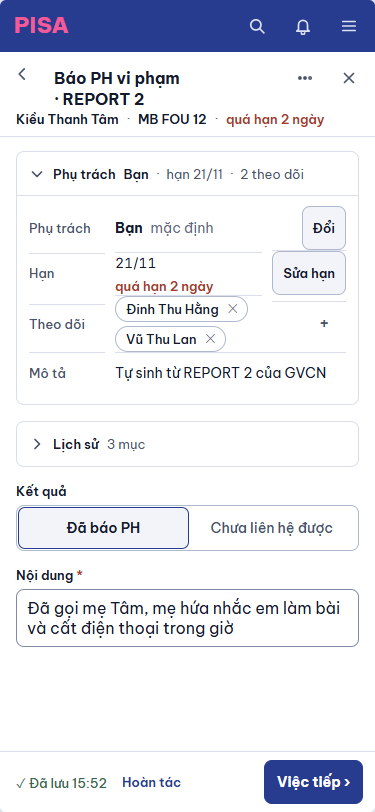 PISA
Báo PH vi phạm
· REPORT 2
Kiều Thanh Tâm · MB FOU 12 · quá hạn 2 ngày
Phụ trách Bạn · hạn 21/11 · 2 theo dõi
Phụ trách Bạn mặc định Đổi
Hạn 21/11 Sửa hạn
quá hạn 2 ngày
Theo dõi Đinh Thu Hằng × +
Vũ Thu Lan ×
Mô tả Tự sinh từ REPORT 2 của GVCN
Lịch sử 3 mục
Kết quả
Đã báo PH Chưa liên hệ được
Nội dung *
Đã gọi mẹ Tâm, mẹ hứa nhắc em làm bài
và cất điện thoại trong giờ
✓ Đã lưu 15:52 Hoàn tác Việc tiếp ›